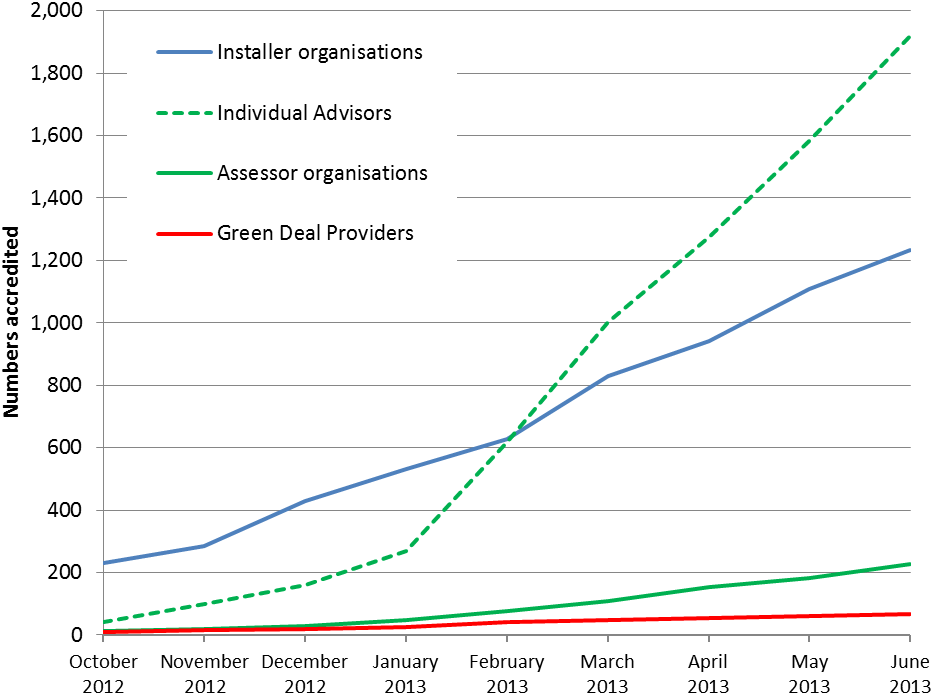 2,000
1,800
1,600
1,400
1,200
1,000
800
600
400
200
0
Numbers accredited
Installer organisations
Individual Advisors
Assessor organisations
Green Deal Providers
October 2012
November 2012
December 2012
January 2013
February 2013
March 2013
April 2013
May 2013
June 2013